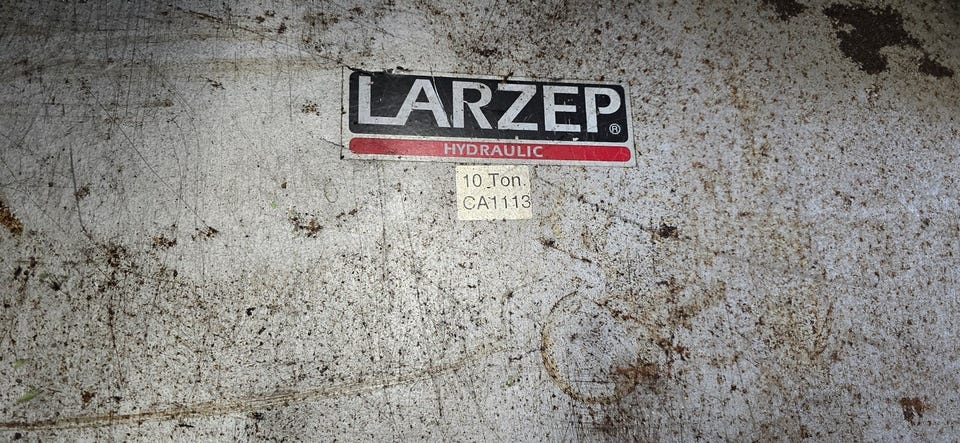 LARZEP®
HYDRAULIC
10 Ton.
CA1113